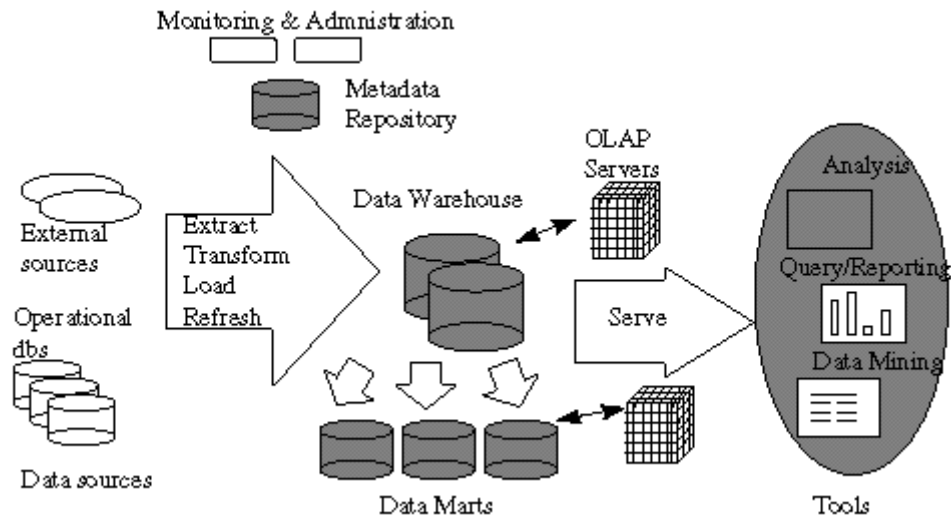 Monitoring & Admnistration
Metadata
Repository
OLAP
Servers
Analysis
Data Warehouse
External
sources
Extract
Transform
Load
Refresh
Query/Reporting
Operational
dbs
Serve
Data Mining
Data sources
Data Marts
Tools